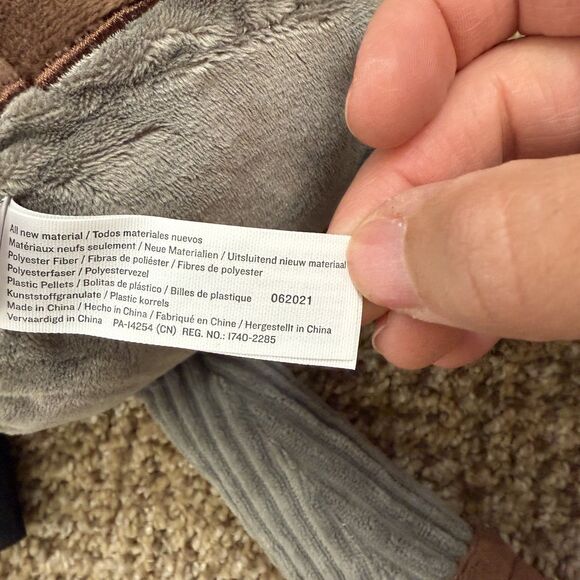 All new material / Todos materiales nuevos
Matériaux neufs seulement / Neue Materialien / Uitsluitend nieuw materiaal
Polyester Fiber / Fibras de poliéster / Fibres de polyester
Polyesterfaser / Polyestervezel
Plastic Pellets / Bolitas de plástico / Billes de plastique 062021
Kunststoffgranulate / Plastic korrels
Made in China / Hecho in China / Fabriqué en Chine / Hergestellt in China
Vervaardigd in China PA-14254 (CN) REG. NO.: 1740-2285